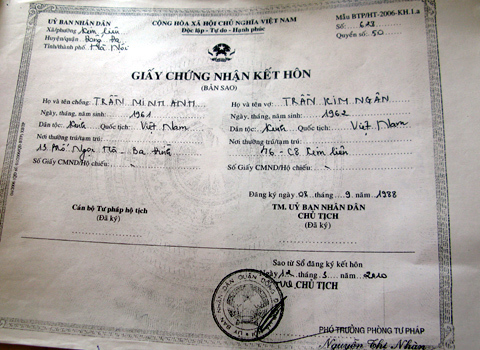 ỦY BAN NHÂN DÂN
Xã/phường: Kim Liên
Huyện/quận: Đống Đa
Tỉnh/thành phố: Hà Nội
CỘNG HÒA XÃ HỘI CHỦ NGHĨA VIỆT NAM
Độc lập - Tự do - Hạnh phúc
Mẫu BTP/HT-2006-KH.1.a
Số: 623
Quyển số: 50
GIẤY CHỨNG NHẬN KẾT HÔN
(BẢN SAO)
Họ và tên chồng: TRẦN MINH ANH
Ngày, tháng, năm sinh: 1961
Dân tộc: Kinh Quốc tịch: Việt Nam
Nơi thường trú/tạm trú:
13 Phố Ngọc Hà - Ba Đình
Số Giấy CMND/Hộ chiếu:
Họ và tên vợ: TRẦN KIM NGÂN
Ngày, tháng, năm sinh: 1962
Dân tộc: Kinh Quốc tịch: Việt Nam
Nơi thường trú/tạm trú:
46 - C8 Kim Liên
Số Giấy CMND/Hộ chiếu:
Đăng ký ngày 08 tháng 9 năm 1988
Cán bộ Tư pháp hộ tịch
(Đã ký)
TM. UỶ BAN NHÂN DÂN
CHỦ TỊCH
(Đã ký)
Sao từ Sổ đăng ký kết hôn
Ngày 12 tháng 3 năm 2010
CHỦ TỊCH
PHÓ TRƯỞNG PHÒNG TƯ PHÁP
Nguyễn Thị Nhàn